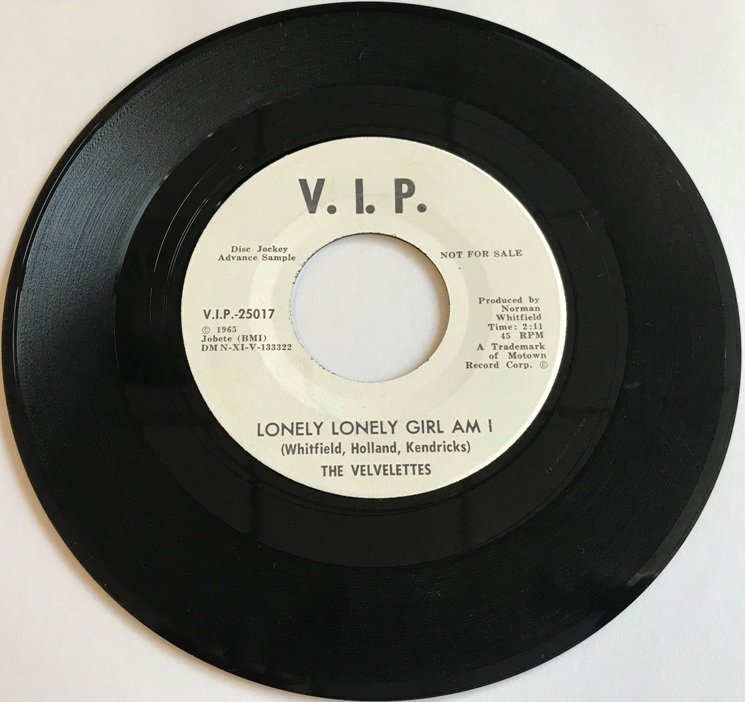 V. I. P.
Disc Jockey
Advance Sample
NOT FOR SALE
V.I.P.-25017
© 1965
Jobete (BMI)
DM N-XI-V-133322
Produced by
Norman
Whitfield
Time: 2:11
45 RPM
A Trademark
of Motown
Record Corp. ©
LONELY LONELY GIRL AM I
(Whitfield, Holland, Kendricks)
THE VELVELETTES